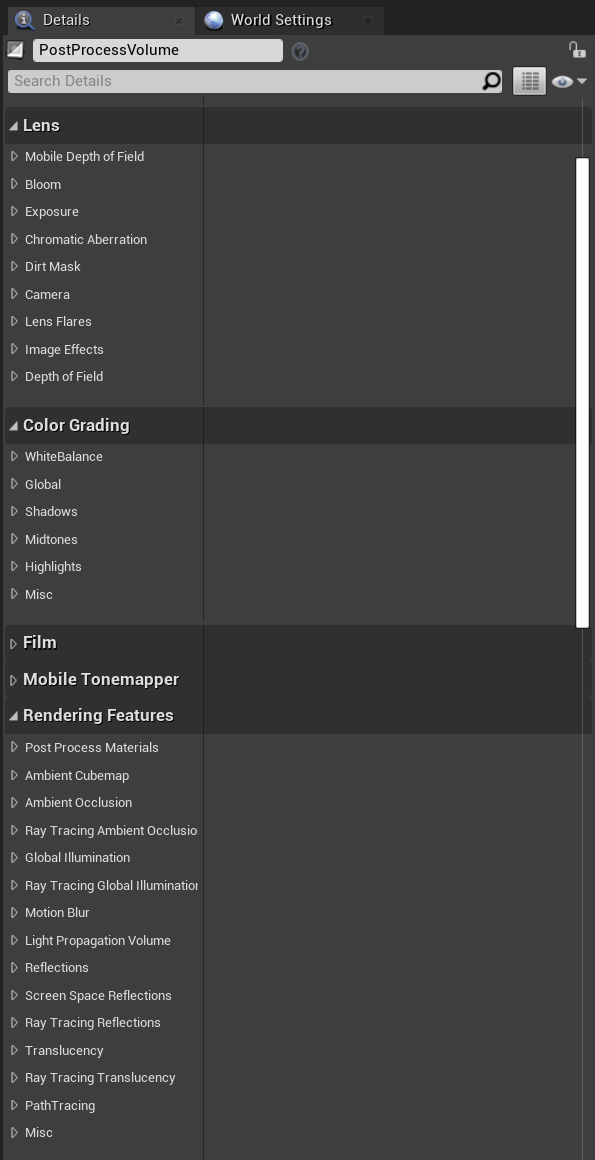 Details
World Settings
PostProcessVolume
Search Details
Lens
Mobile Depth of Field
Bloom
Exposure
Chromatic Aberration
Dirt Mask
Camera
Lens Flares
Image Effects
Depth of Field
Color Grading
WhiteBalance
Global
Shadows
Midtones
Highlights
Misc
Film
Mobile Tonemapper
Rendering Features
Post Process Materials
Ambient Cubemap
Ambient Occlusion
Ray Tracing Ambient Occlusio
Global Illumination
Ray Tracing Global Illumination
Motion Blur
Light Propagation Volume
Reflections
Screen Space Reflections
Ray Tracing Reflections
Translucency
Ray Tracing Translucency
PathTracing
Misc